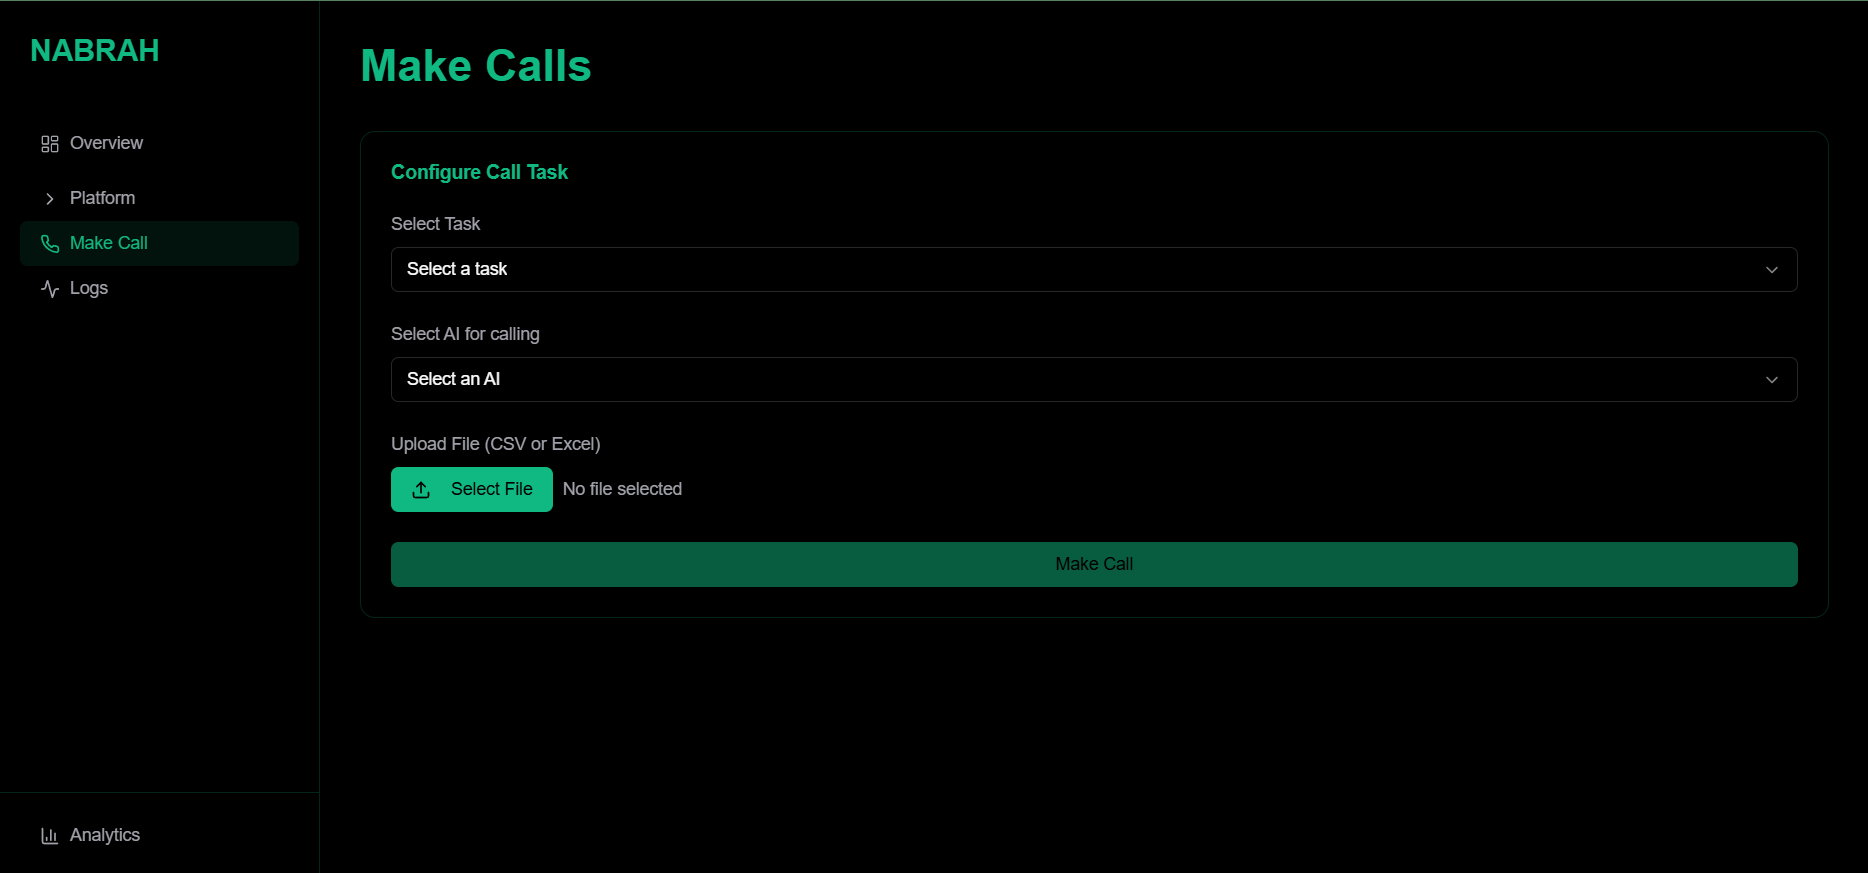 NABRAH
Overview
Platform
Make Call
Logs
Analytics
Make Calls
Configure Call Task
Select Task
Select a task
Select AI for calling
Select an AI
Upload File (CSV or Excel)
Select File
No file selected
Make Call